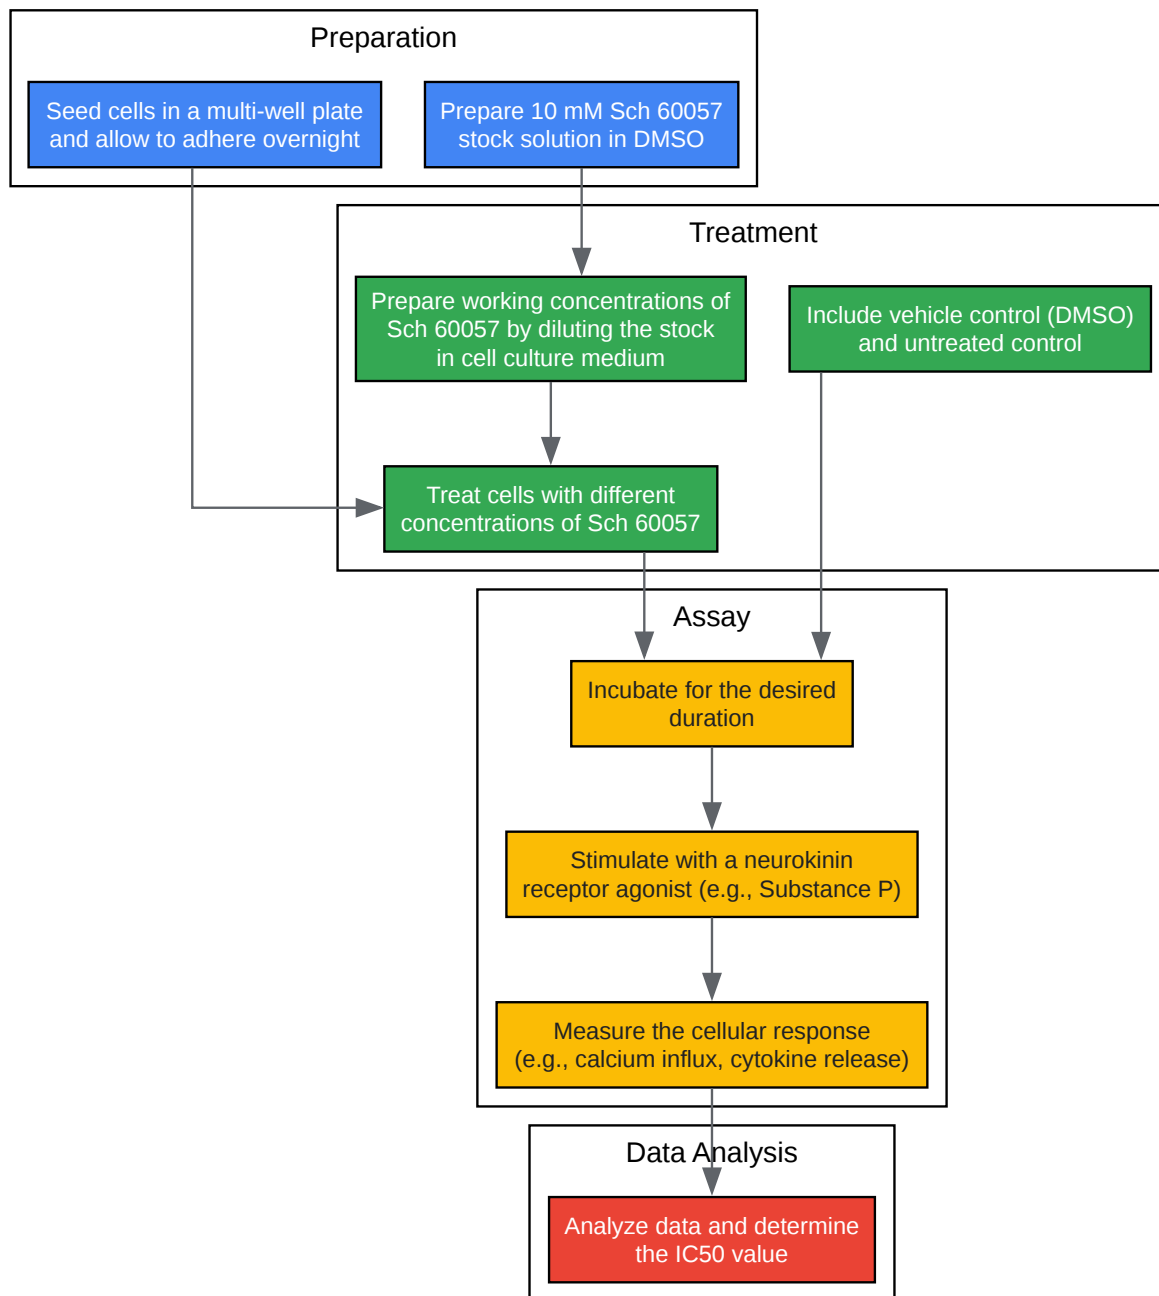 Preparation
Seed cells in a multi-well plate
and allow to adhere overnight
Prepare 10 mM Sch 60057
stock solution in DMSO
Treatment
Prepare working concentrations of
Sch 60057 by diluting the stock
in cell culture medium
Include vehicle control (DMSO)
and untreated control
Treat cells with different
concentrations of Sch 60057
Assay
Incubate for the desired
duration
Stimulate with a neurokinin
receptor agonist (e.g., Substance P)
Measure the cellular response
(e.g., calcium influx, cytokine release)
Data Analysis
Analyze data and determine
the IC50 value